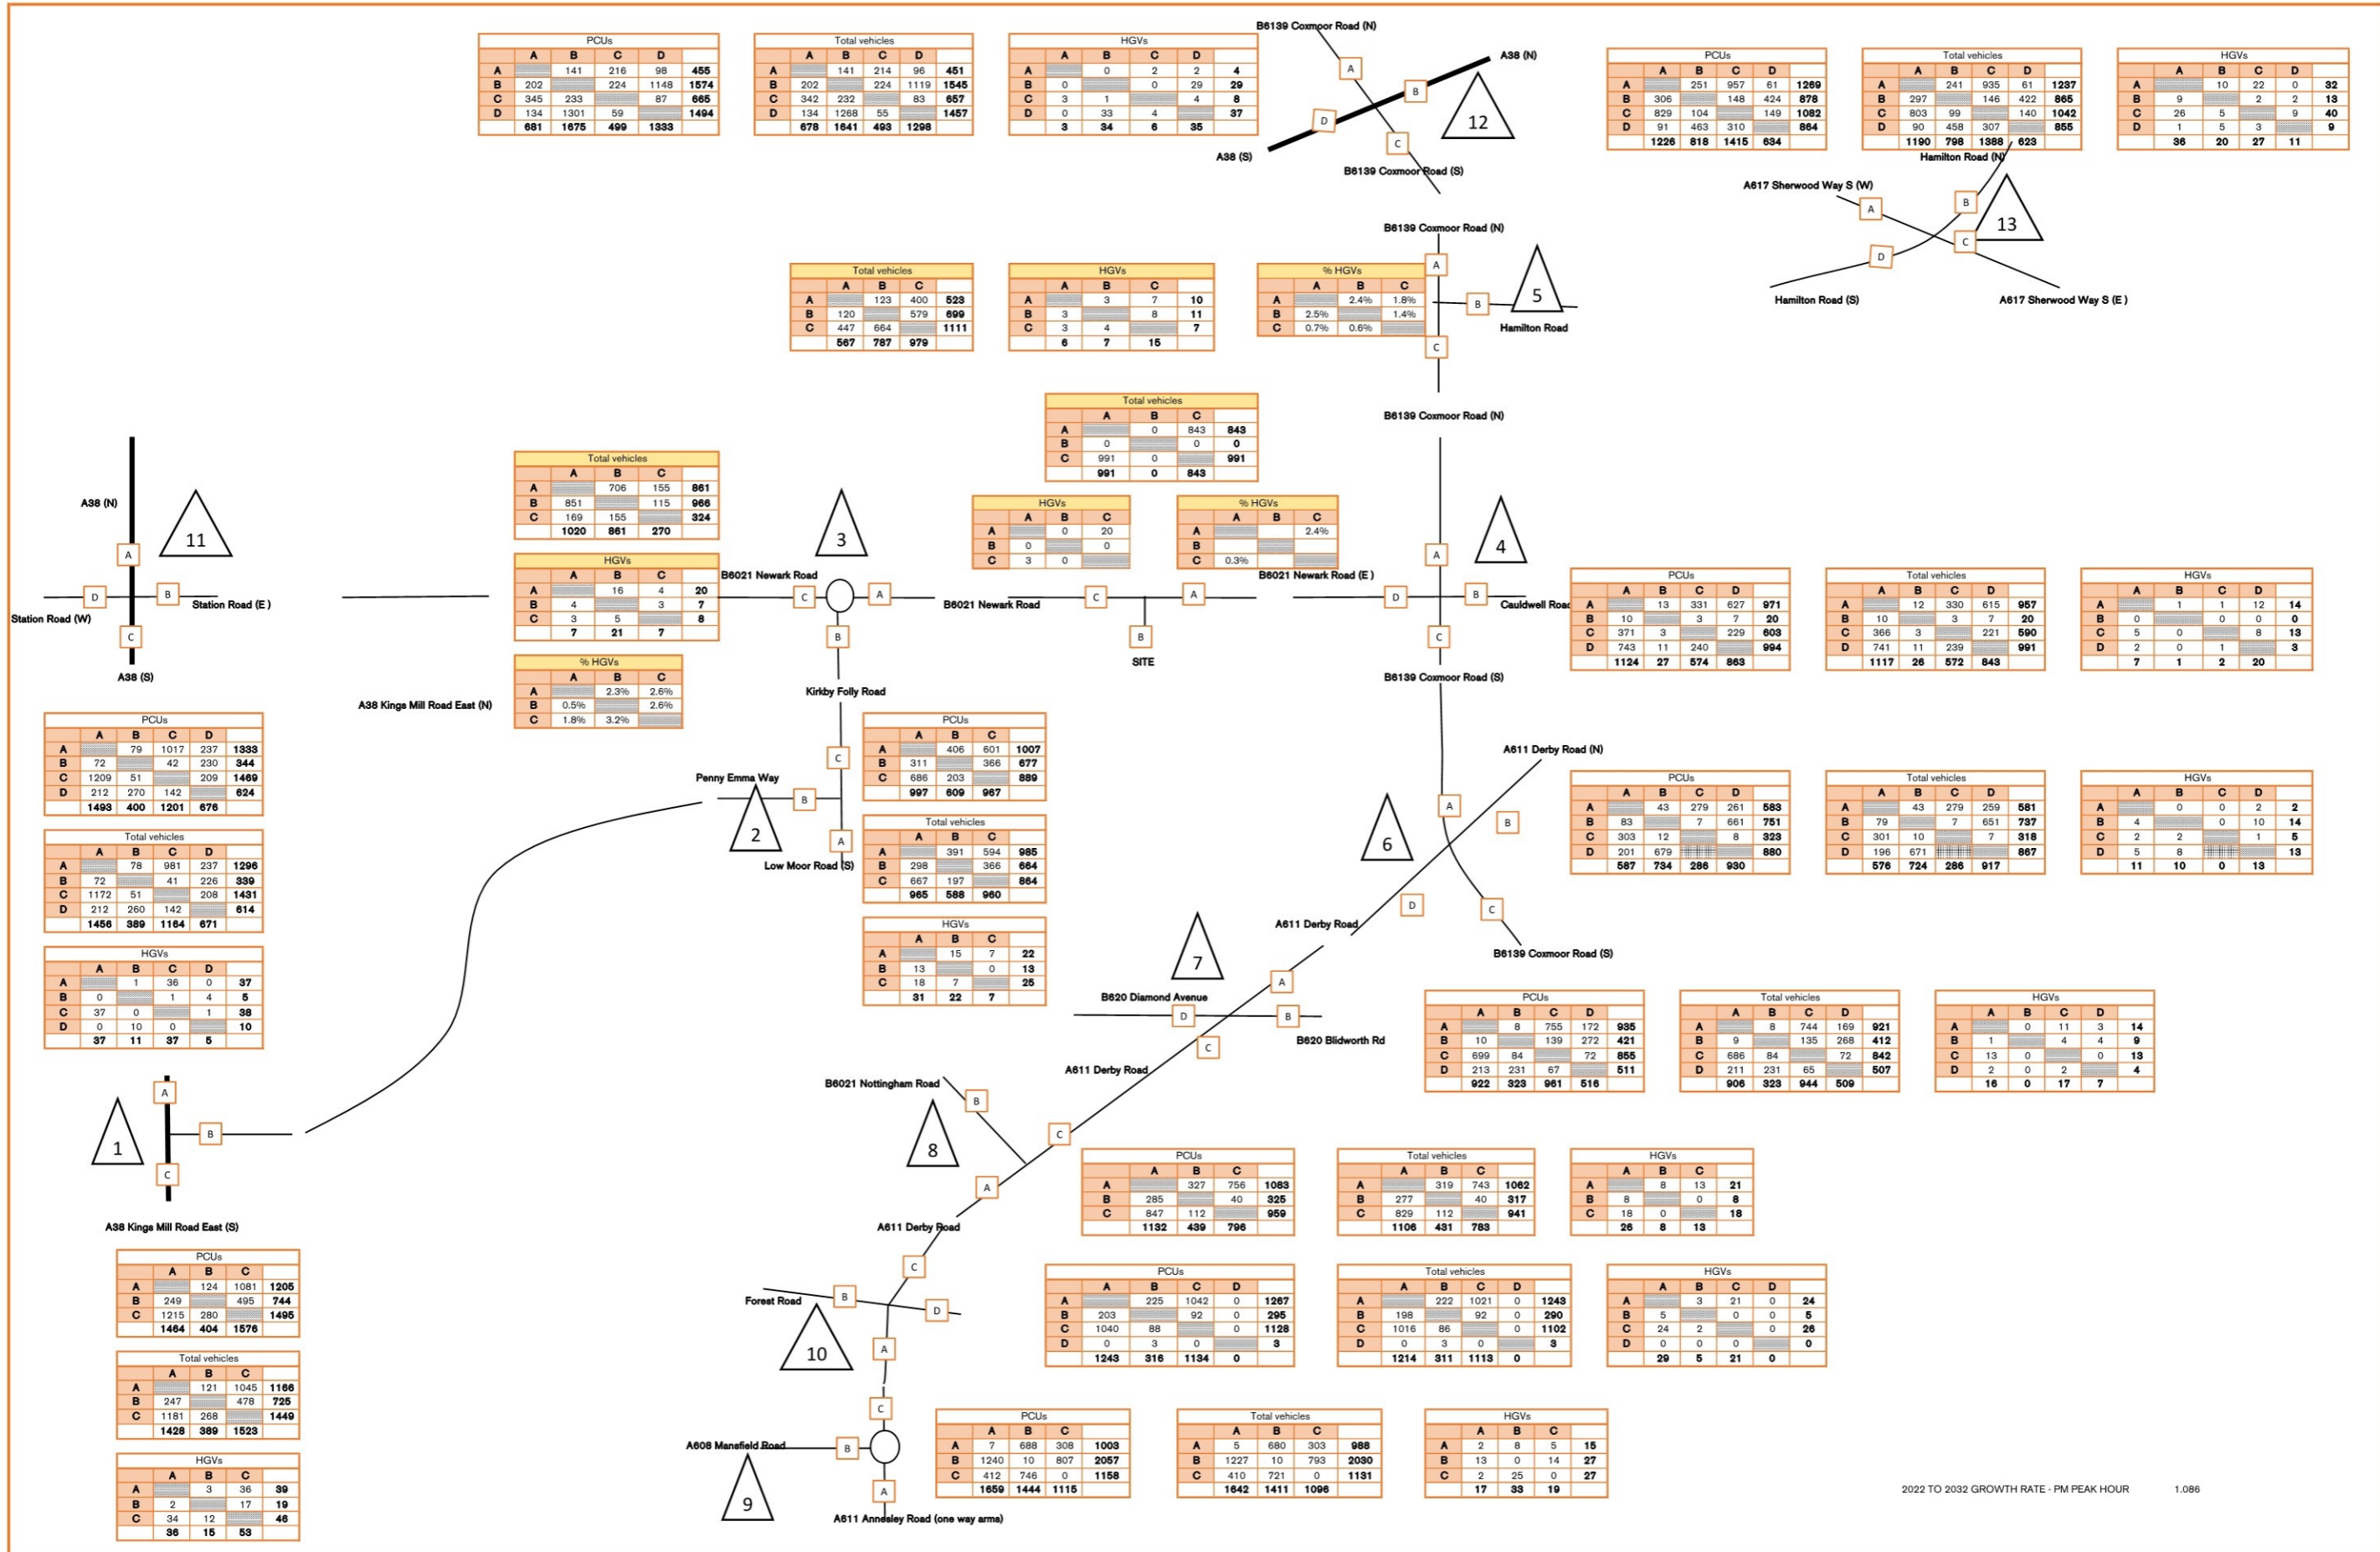 B6139 Coxmoor Road (N)
A
A38 (N)
B
D
12
C
A38 (S)
B6139 Coxmoor Road (S)
PCUs
A B C D
A 141 216 98 455
B 202 224 1148 1574
C 345 233 87 665
D 134 1301 59 1494
681 1675 499 1333
Total vehicles
A B C D
A 141 214 96 451
B 202 224 1119 1545
C 342 232 83 657
D 134 1268 55 1457
678 1641 493 1298
HGVs
A B C D
A 0 2 2 4
B 0 0 29 29
C 3 1 4 8
D 0 33 4 37
3 34 6 35
PCUs
A B C D
A 251 957 61 1269
B 306 148 424 878
C 829 104 149 1082
D 91 463 310 864
1226 818 1415 634
Total vehicles
A B C D
A 241 935 61 1237
B 297 146 422 865
C 803 99 140 1042
D 90 458 307 855
1190 798 1388 623
HGVs
A B C D
A 10 22 0 32
B 9 2 2 13
C 26 5 9 40
D 1 5 3 9
36 20 27 11
Hamilton Road (N)
A617 Sherwood Way S (W)
A
B
13
C
D
Hamilton Road (S)
A617 Sherwood Way S (E )
B6139 Coxmoor Road (N)
A
5
B
Hamilton Road
C
Total vehicles
A B C
A 123 400 523
B 120 579 699
C 447 664 1111
567 787 979
HGVs
A B C
A 3 7 10
B 3 8 11
C 3 4 7
6 7 15
% HGVs
A B C
A 2.4% 1.8%
B 2.5% 1.4%
C 0.7% 0.6%
Total vehicles
A B C
A 0 843 843
B 0 0 0
C 991 0 991
991 0 843
HGVs
A B C
A 0 20
B 0 0
C 3 0
% HGVs
A B C
A 2.4%
B
C 0.3%
B6139 Coxmoor Road (N)
A
4
B6021 Newark Road (E )
D
B
Cauldwell Road
C
B6139 Coxmoor Road (S)
B6021 Newark Road
C
A
B
SITE
Total vehicles
A B C
A 706 155 861
B 851 115 966
C 169 155 324
1020 861 270
HGVs
A B C
A 16 4 20
B 4 3 7
C 3 5 8
7 21 7
% HGVs
A B C
A 2.3% 2.6%
B 0.5% 2.6%
C 1.8% 3.2%
3
B6021 Newark Road
C
A
B
Kirkby Folly Road
A38 (N)
A
11
D
B
Station Road (E )
Station Road (W)
C
A38 (S)
A38 Kings Mill Road East (N)
PCUs
A B C D
A 13 331 627 971
B 10 3 7 20
C 371 3 229 603
D 743 11 240 994
1124 27 574 863
Total vehicles
A B C D
A 12 330 615 957
B 10 3 7 20
C 366 3 221 590
D 741 11 239 991
1117 26 572 843
HGVs
A B C D
A 1 1 12 14
B 0 0 0 0
C 5 0 8 13
D 2 0 1 3
7 1 2 20
PCUs
A B C D
A 79 1017 237 1333
B 72 42 230 344
C 1209 51 209 1469
D 212 270 142 624
1493 400 1201 676
Total vehicles
A B C D
A 78 981 237 1296
B 72 41 226 339
C 1172 51 208 1431
D 212 260 142 614
1456 389 1164 671
HGVs
A B C D
A 1 36 0 37
B 0 1 4 5
C 37 0 1 38
D 0 10 0 10
37 11 37 5
C
Penny Emma Way
B
2
A
Low Moor Road (S)
PCUs
A B C
A 406 601 1007
B 311 366 677
C 686 203 889
997 609 967
Total vehicles
A B C
A 391 594 985
B 298 366 664
C 667 197 864
965 588 960
HGVs
A B C
A 15 7 22
B 13 0 13
C 18 7 25
31 22 7
A611 Derby Road (N)
A
B
6
D
C
A611 Derby Road
B6139 Coxmoor Road (S)
PCUs
A B C D
A 43 279 261 583
B 83 7 661 751
C 303 12 8 323
D 201 679 880
587 734 286 930
Total vehicles
A B C D
A 43 279 259 581
B 79 7 651 737
C 301 10 7 318
D 196 671 867
576 724 286 917
HGVs
A B C D
A 0 0 2 2
B 4 0 10 14
C 2 2 1 5
D 5 8 13
11 10 0 13
7
A
B620 Diamond Avenue
D
B
B620 Blidworth Rd
C
A611 Derby Road
PCUs
A B C D
A 8 755 172 935
B 10 139 272 421
C 699 84 72 855
D 213 231 67 511
922 323 961 516
Total vehicles
A B C D
A 8 744 169 921
B 9 135 268 412
C 686 84 72 842
D 211 231 65 507
906 323 944 509
HGVs
A B C D
A 0 11 3 14
B 1 4 4 9
C 13 0 0 13
D 2 0 2 4
16 0 17 7
A
1
B
C
A38 Kings Mill Road East (S)
PCUs
A B C
A 124 1081 1205
B 249 495 744
C 1215 280 1495
1464 404 1576
Total vehicles
A B C
A 121 1045 1166
B 247 478 725
C 1181 268 1449
1428 389 1523
HGVs
A B C
A 3 36 39
B 2 17 19
C 34 12 46
36 15 53
B6021 Nottingham Road
B
8
C
A
A611 Derby Road
PCUs
A B C
A 327 756 1083
B 285 40 325
C 847 112 959
1132 439 796
Total vehicles
A B C
A 319 743 1062
B 277 40 317
C 829 112 941
1106 431 783
HGVs
A B C
A 8 13 21
B 8 0 8
C 18 0 18
26 8 13
C
Forest Road
B
D
10
A
PCUs
A B C D
A 225 1042 0 1267
B 203 92 0 295
C 1040 88 0 1128
D 0 3 0 3
1243 316 1134 0
Total vehicles
A B C D
A 222 1021 0 1243
B 198 92 0 290
C 1016 86 0 1102
D 0 3 0 3
1214 311 1113 0
HGVs
A B C D
A 3 21 0 24
B 5 0 0 5
C 24 2 0 26
D 0 0 0 0
29 5 21 0
C
A608 Mansfield Road
B
9
A
A611 Annesley Road (one way arms)
PCUs
A B C
A 7 688 308 1003
B 1240 10 807 2057
C 412 746 0 1158
1659 1444 1115
Total vehicles
A B C
A 5 680 303 988
B 1227 10 793 2030
C 410 721 0 1131
1642 1411 1096
HGVs
A B C
A 2 8 5 15
B 13 0 14 27
C 2 25 0 27
17 33 19
2022 TO 2032 GROWTH RATE - PM PEAK HOUR 1.086